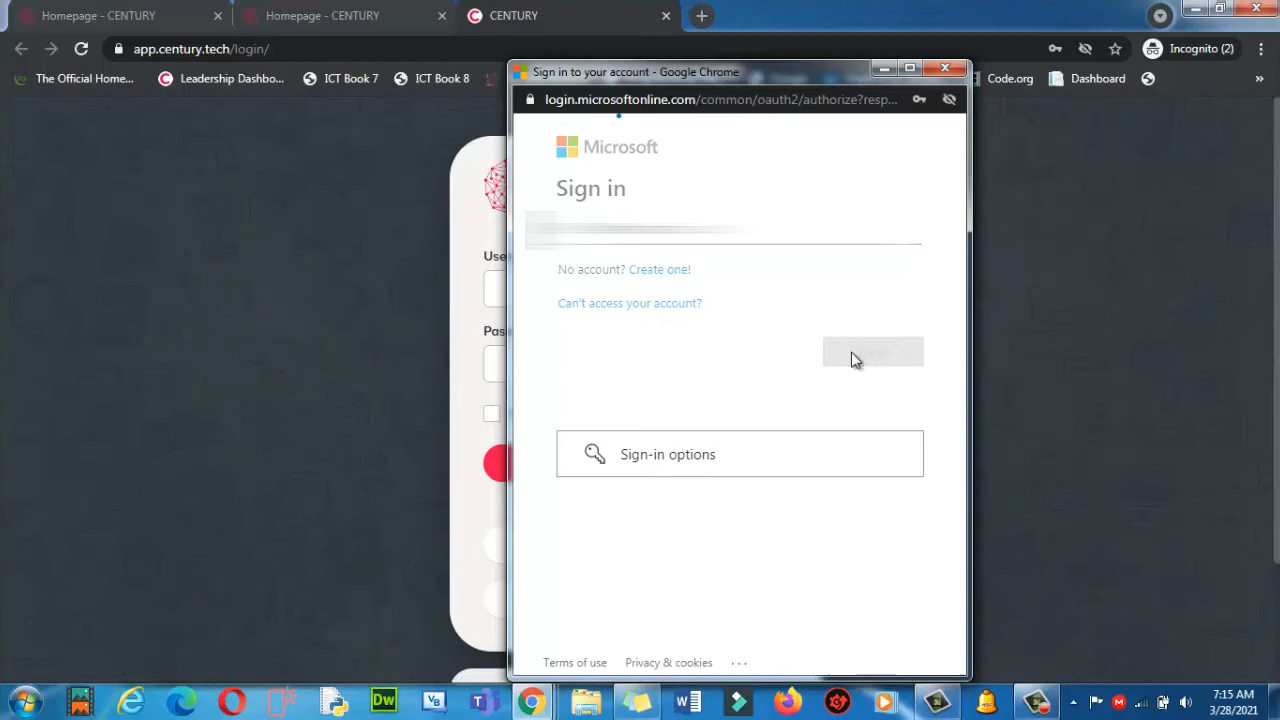 Homepage - CENTURY
Homepage - CENTURY
CENTURY
app.century.tech/login/
Incognito (2)
The Official Home...
Leadership Dashbo...
ICT Book 7
ICT Book 8
Code.org
Dashboard
»
Sign in to your account - Google Chrome
login.microsoftonline.com/common/oauth2/authorize?resp...
Microsoft
Sign in
No account? Create one!
Can't access your account?
Sign-in options
Terms of use
Privacy & cookies
...
Use
Pas
7:15 AM
3/28/2021